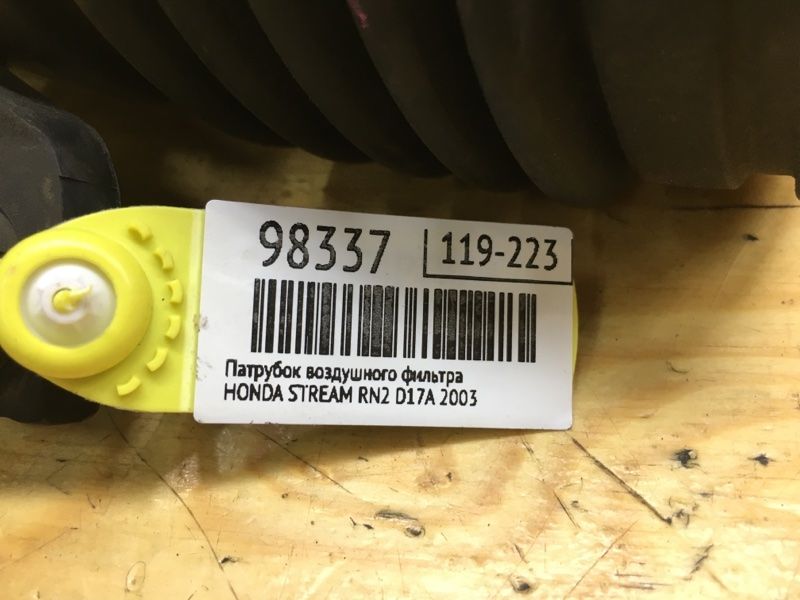 98337 119-223
Патрубок воздушного фильтра
HONDA STREAM RN2 D17A 2003